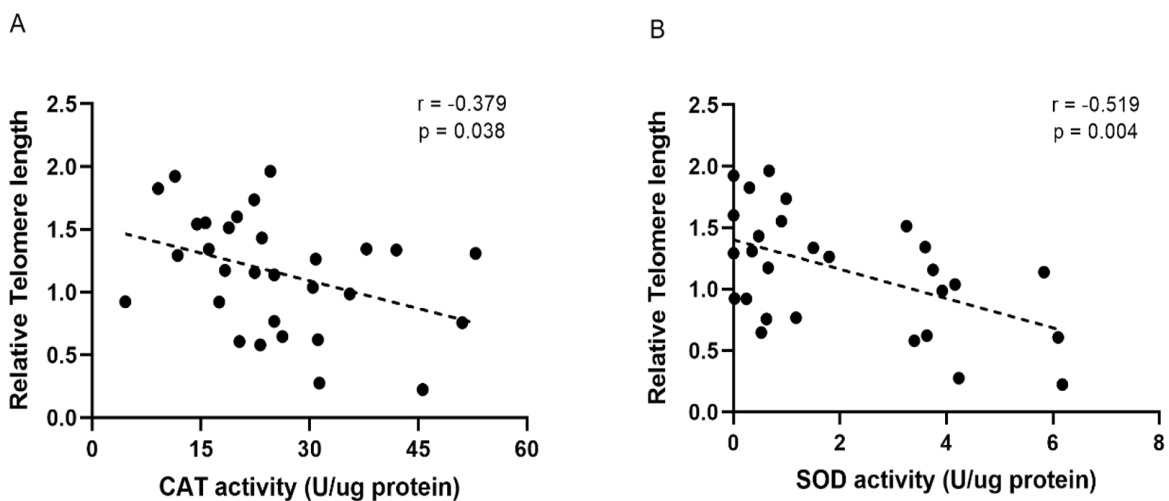 A
r = -0.379
p = 0.038
Relative Telomere length
2.5
2.0
1.5
1.0
0.5
0.0
0 15 30 45 60
CAT activity (U/ug protein)
B
r = -0.519
p = 0.004
Relative Telomere length
2.5
2.0
1.5
1.0
0.5
0.0
0 2 4 6 8
SOD activity (U/ug protein)